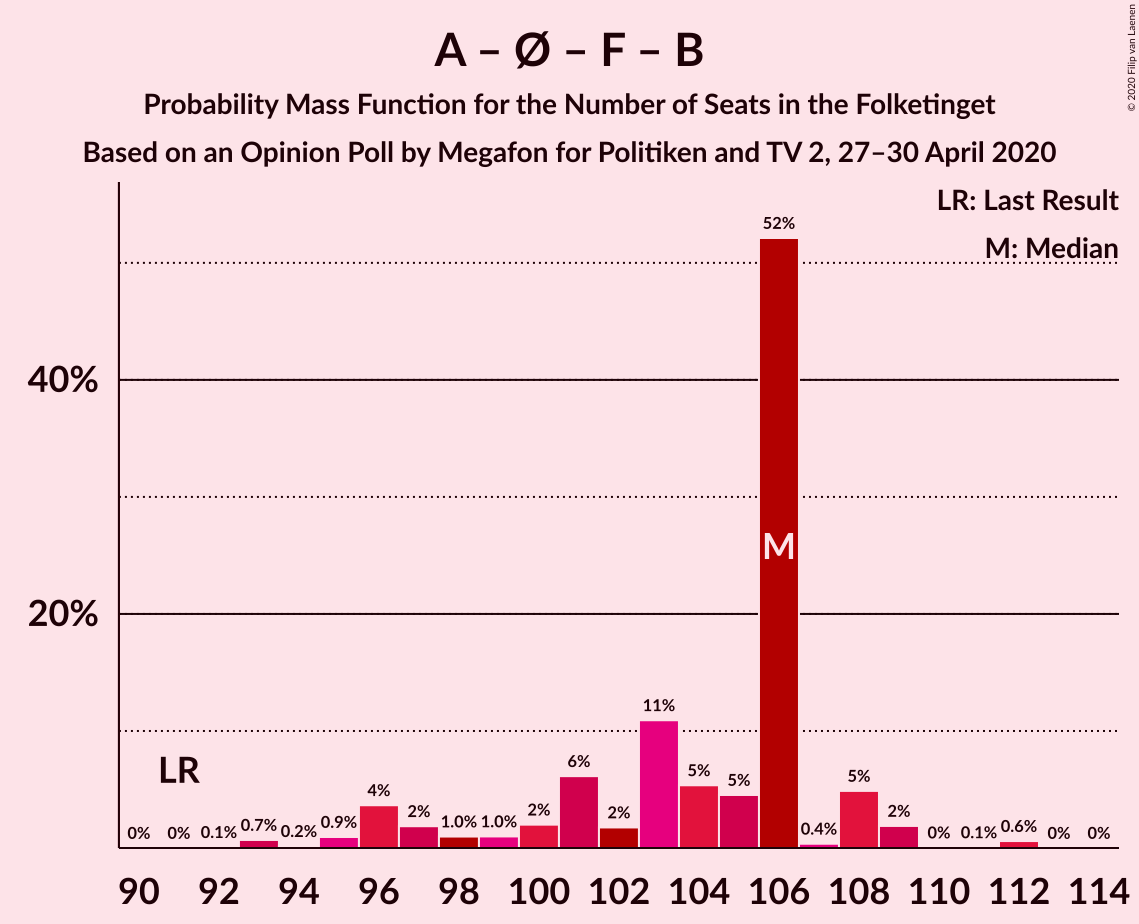 A – Ø – F – B
Probability Mass Function for the Number of Seats in the Folketinget
Based on an Opinion Poll by Megafon for Politiken and TV 2, 27–30 April 2020
© 2020 Filip van Laenen
LR: Last Result
M: Median
40%
20%
LR
M
0% 0% 0.1% 0.7% 0.2% 0.9% 4% 2% 1.0% 1.0% 2% 6% 2% 11% 5% 5% 52% 0.4% 5% 2% 0% 0.1% 0.6% 0% 0%
90 92 94 96 98 100 102 104 106 108 110 112 114